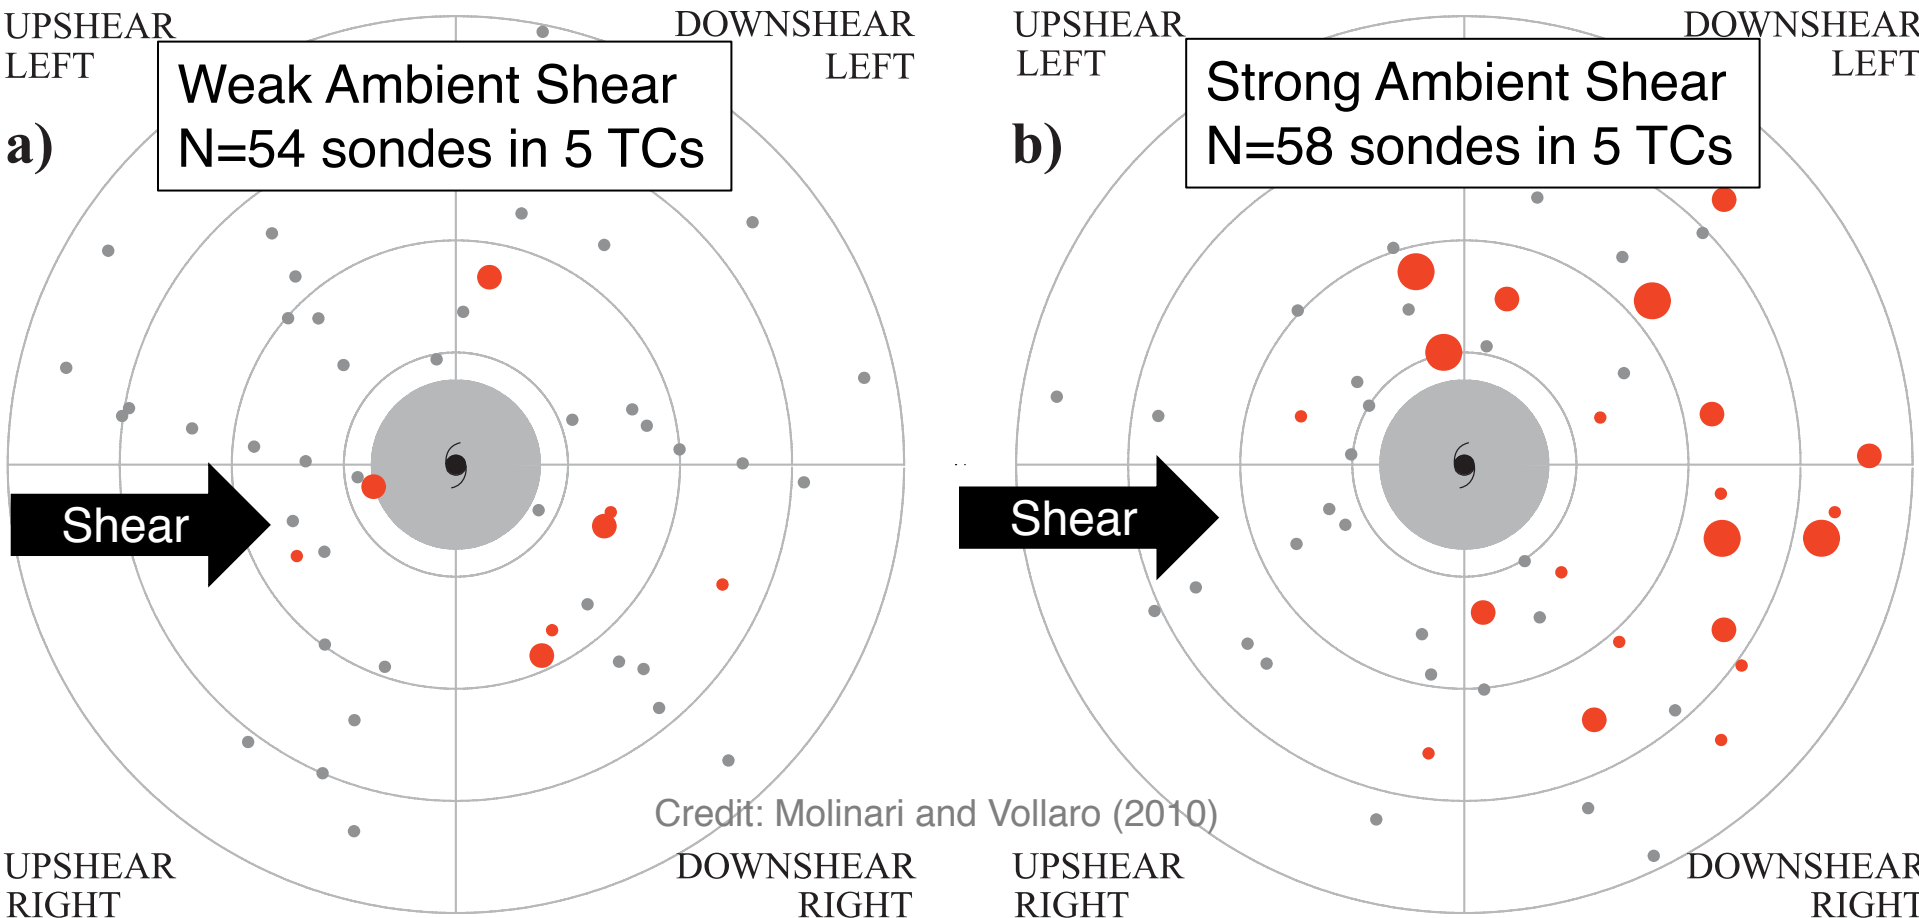 UPSHEAR
LEFT
DOWNSHEAR
LEFT
Weak Ambient Shear
N=54 sondes in 5 TCs
a)
Shear
UPSHEAR
RIGHT
DOWNSHEAR
RIGHT
UPSHEAR
LEFT
DOWNSHEAR
LEFT
Strong Ambient Shear
N=58 sondes in 5 TCs
b)
Shear
Credit: Molinari and Vollaro (2010)
UPSHEAR
RIGHT
DOWNSHEAR
RIGHT